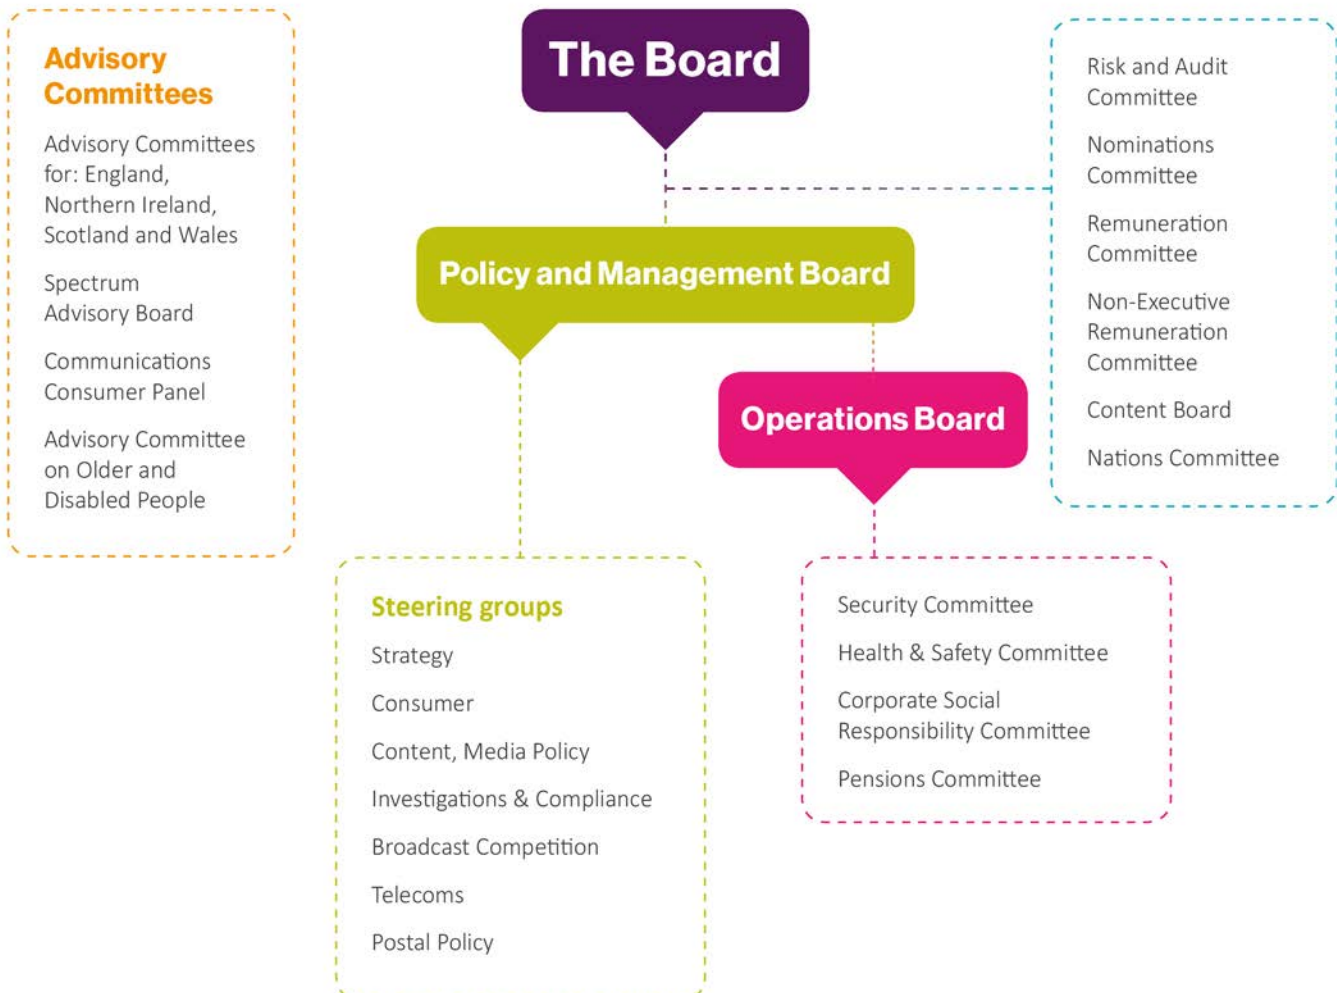 Advisory
Committees
Advisory Committees
for: England,
Northern Ireland,
Scotland and Wales
Spectrum
Advisory Board
Communications
Consumer Panel
Advisory Committee
on Older and
Disabled People
The Board
Policy and Management Board
Operations Board
Risk and Audit
Committee
Nominations
Committee
Remuneration
Committee
Non-Executive
Remuneration
Committee
Content Board
Nations Committee
Steering groups
Strategy
Consumer
Content, Media Policy
Investigations & Compliance
Broadcast Competition
Telecoms
Postal Policy
Security Committee
Health & Safety Committee
Corporate Social
Responsibility Committee
Pensions Committee